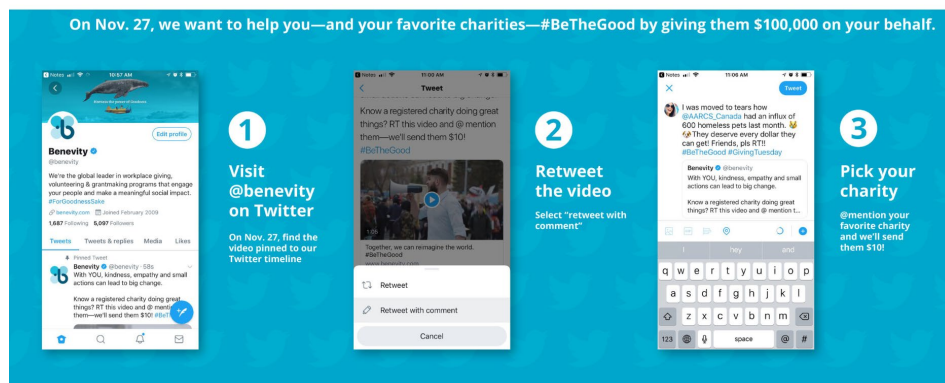 On Nov. 27, we want to help you—and your favorite charities—#BeTheGood by giving them $100,000 on your behalf.
Notes 10:57 AM
Edit profile
Benevity
@benevity
We're the global leader in workplace giving,
volunteering & grantmaking programs that engage
your people and make a meaningful social impact.
#ForGoodnessSake
benevity.com Joined February 2009
1,687 Following 5,097 Followers
Tweets Tweets & replies Media Likes
Pinned Tweet
Benevity @benevity · 58s
With YOU, kindness, empathy and small
actions can lead to big change.
Know a registered charity doing great
things? RT this video and @ mention
them—we'll send them $10!
1
Visit
@benevity
on Twitter
On Nov. 27, find the
video pinned to our
Twitter timeline
Notes 11:03 AM
Tweet
Know a registered charity doing great
things? RT this video and @ mention
them—we'll send them $10!
#BeTheGood
1:05
Together, we can reimagine the world.
#BeTheGood
www.benevity.com
Retweet
Retweet with comment
Cancel
2
Retweet
the video
Select "retweet with
comment"
Notes 11:06 AM
Tweet
I was moved to tears how
@AARCS_Canada had an influx of
600 homeless pets last month.
They deserve every dollar they
can get! Friends, pls RT!!
#BeTheGood #GivingTuesday
Benevity @benevity
With YOU, kindness, empathy and small
actions can lead to big change.
Know a registered charity doing great
things? RT this video and @ mention t...
I hey and
q w e r t y u i o p
a s d f g h j k l
z x c v b n m
123 space @ #
3
Pick your
charity
@mention your
favorite charity
and we'll send
them $10!